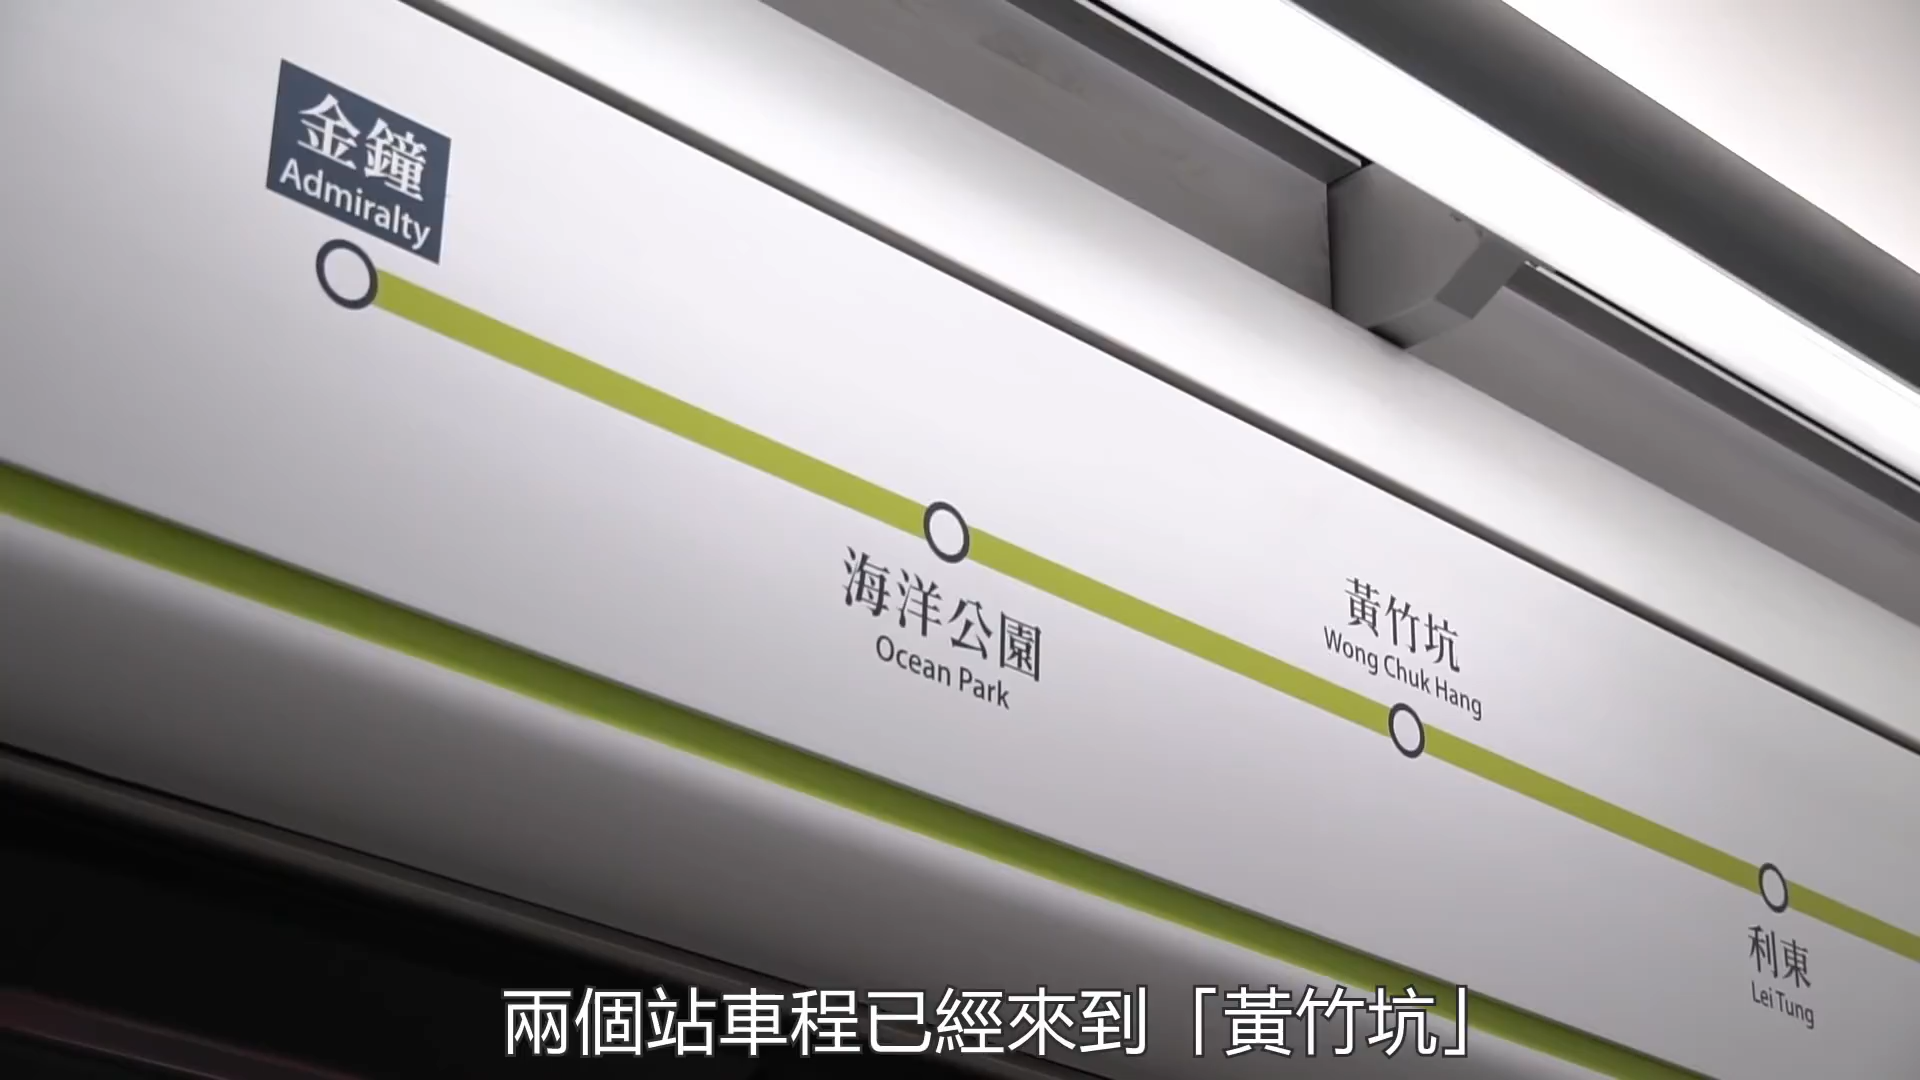 金鐘
Admiralty
海洋公園
Ocean Park
黃竹坑
Wong Chuk Hang
利東
Lei Tung
兩個站車程已經來到「黃竹坑」